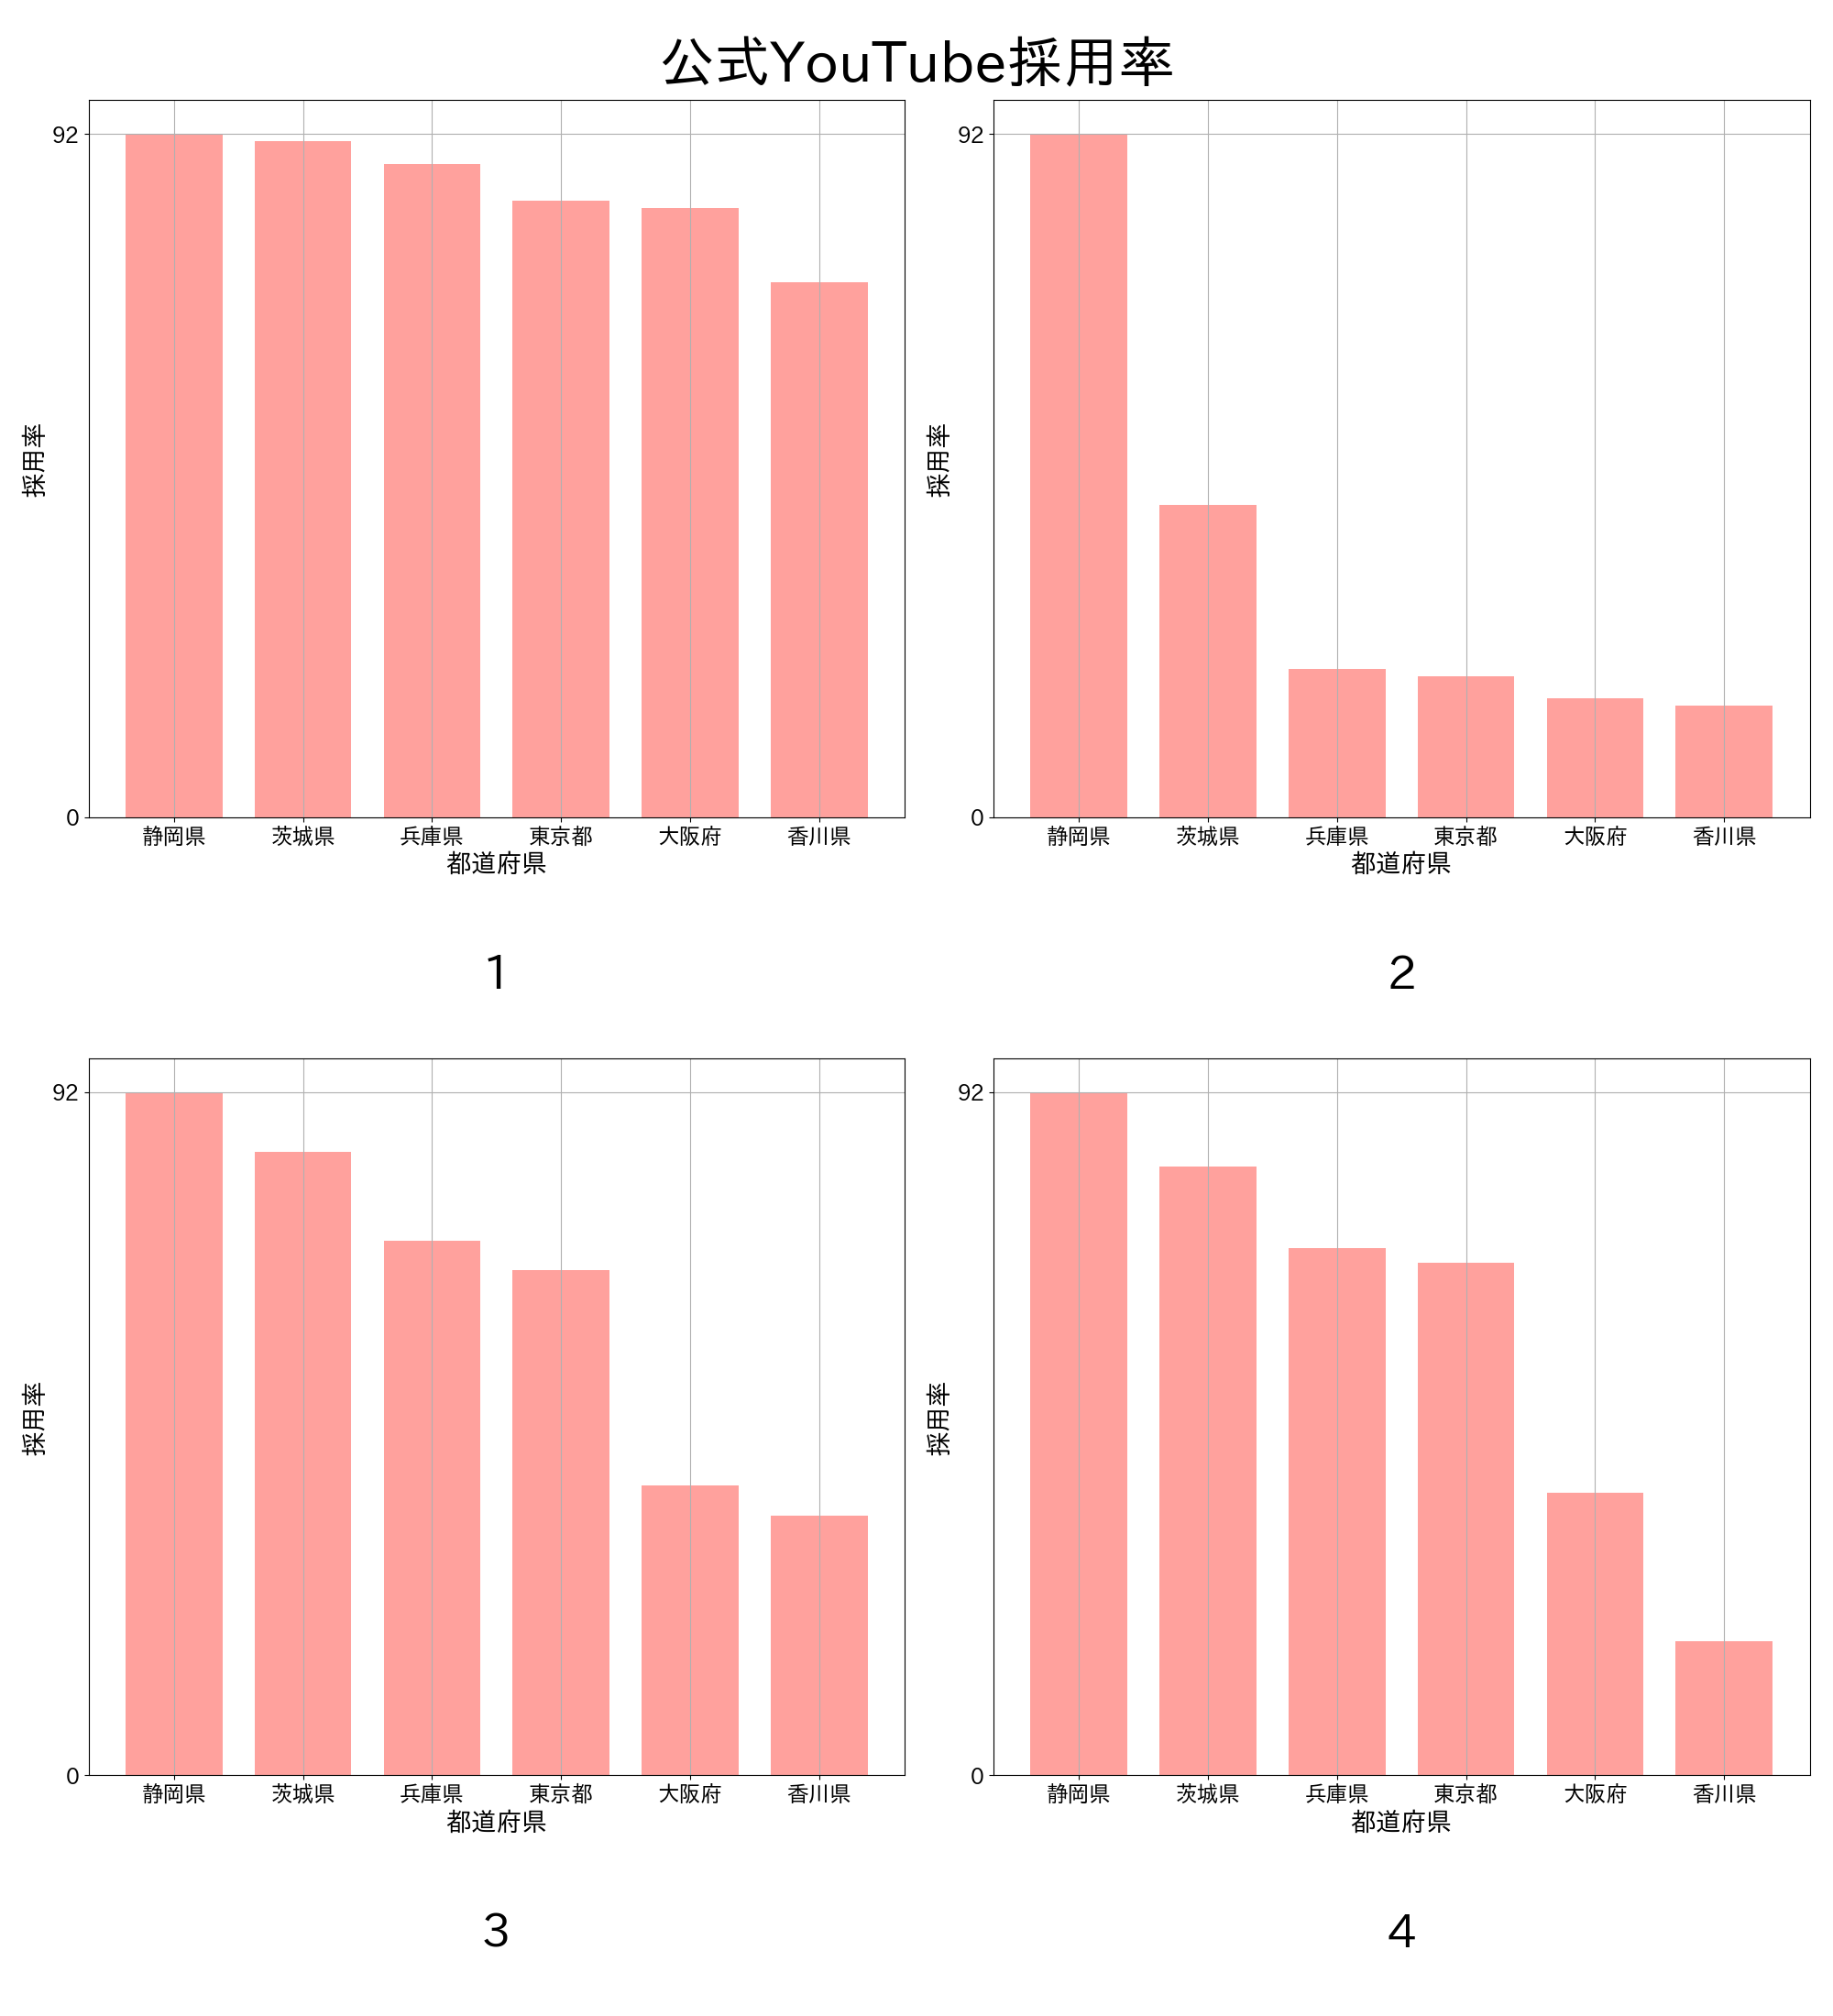 公式YouTube採用率
92
0
採用率
静岡県 茨城県 兵庫県 東京都 大阪府 香川県
都道府県
1
92
0
採用率
静岡県 茨城県 兵庫県 東京都 大阪府 香川県
都道府県
2
92
0
採用率
静岡県 茨城県 兵庫県 東京都 大阪府 香川県
都道府県
3
92
0
採用率
静岡県 茨城県 兵庫県 東京都 大阪府 香川県
都道府県
4